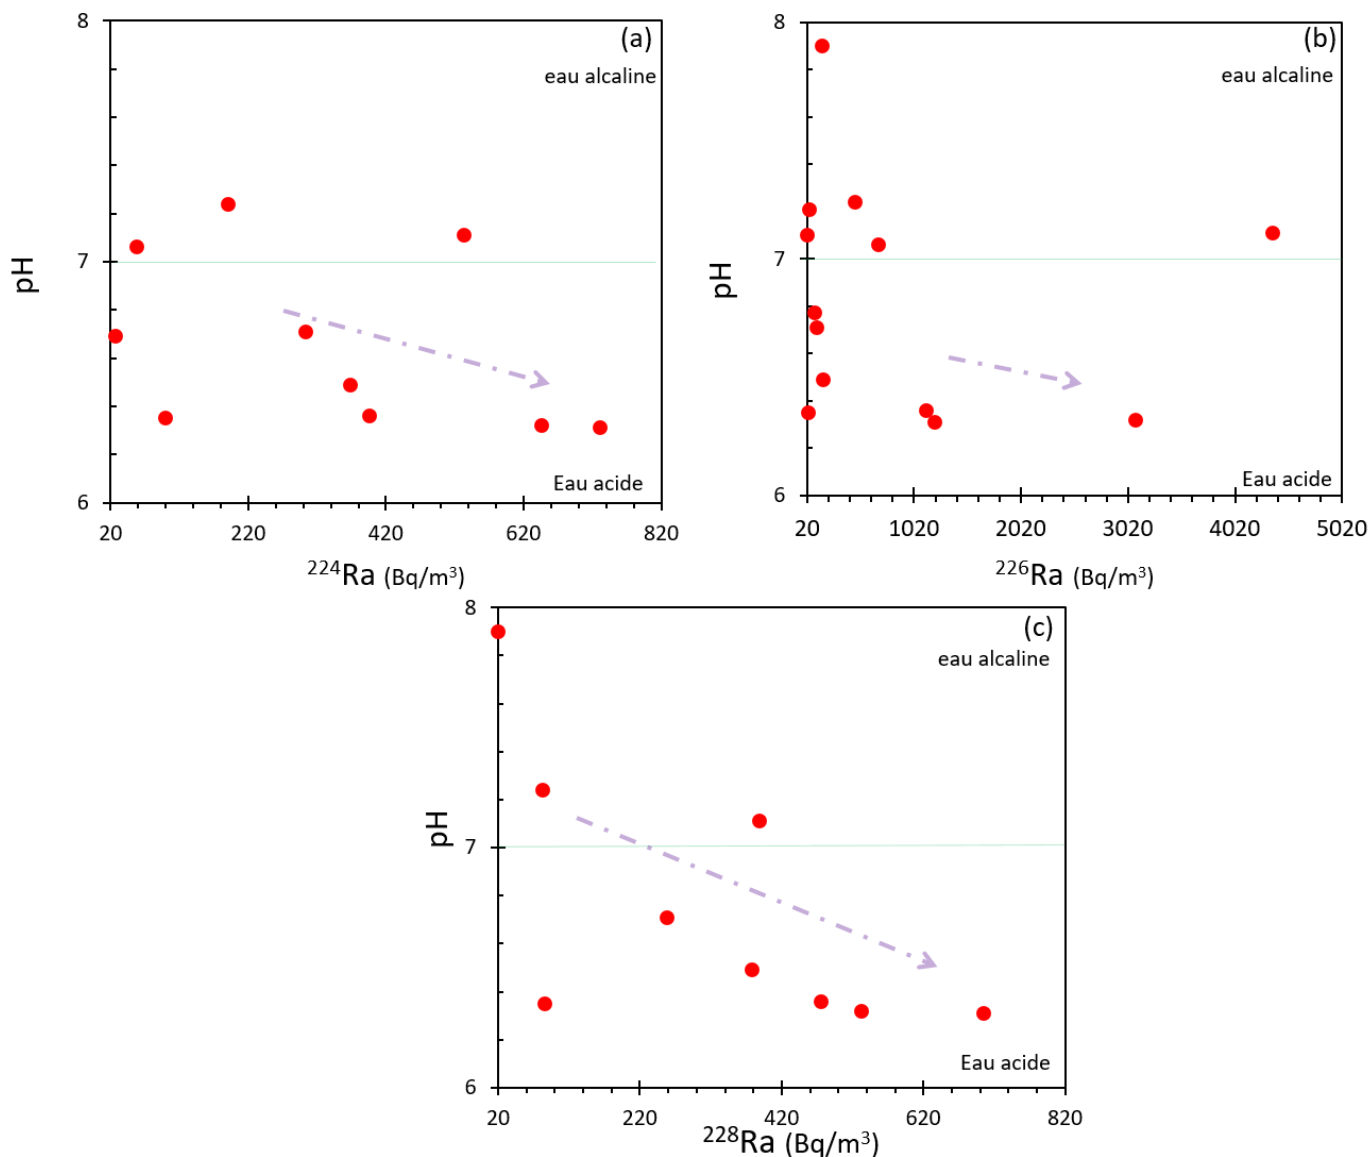 (a)
eau alcaline
8
7
6
pH
Eau acide
20 220 420 620 820
²²⁴Ra (Bq/m³)
(b)
eau alcaline
8
7
6
pH
Eau acide
20 1020 2020 3020 4020 5020
²²⁶Ra (Bq/m³)
(c)
eau alcaline
8
7
6
pH
Eau acide
20 220 420 620 820
²²⁸Ra (Bq/m³)